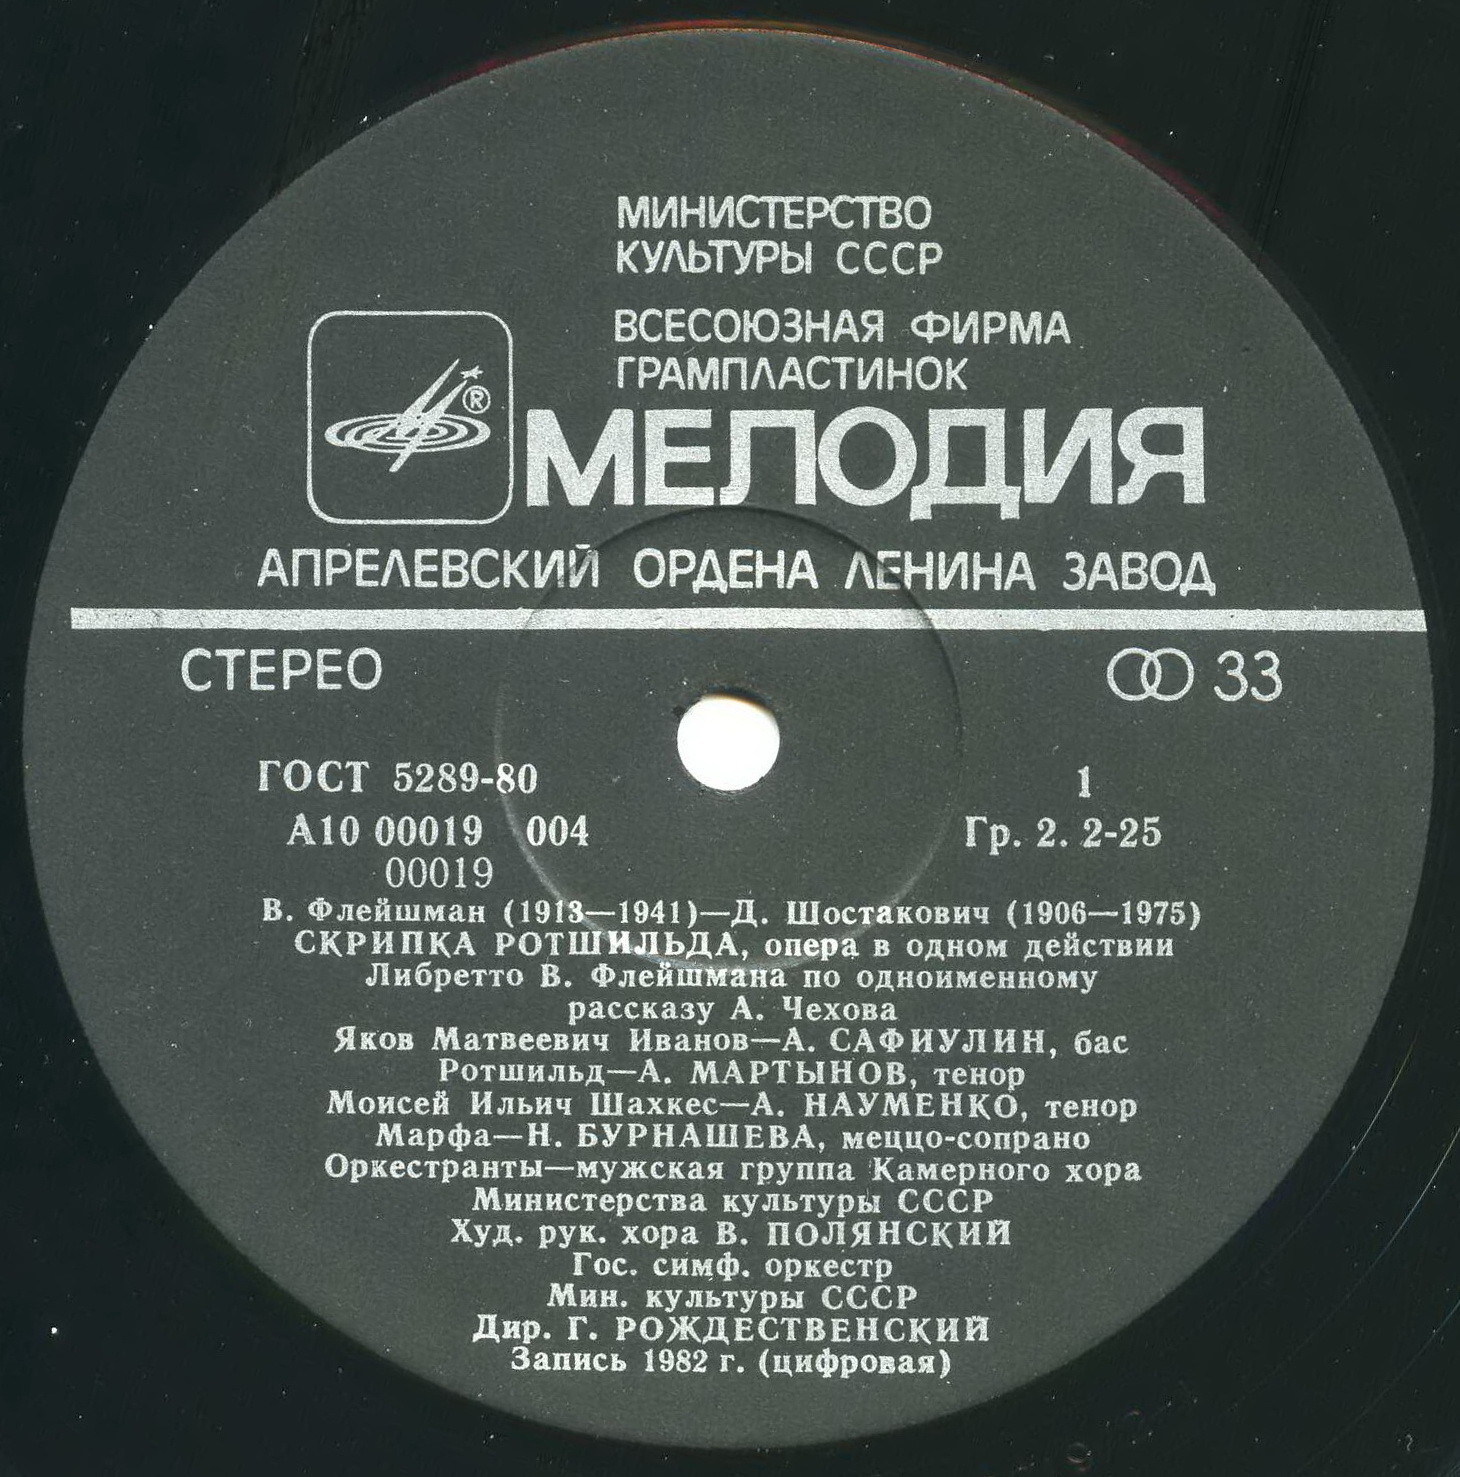 МИНИСТЕРСТВО
КУЛЬТУРЫ СССР
ВСЕСОЮЗНАЯ ФИРМА
ГРАМПЛАСТИНОК
®
МЕЛОДИЯ
АПРЕЛЕВСКИЙ ОРДЕНА ЛЕНИНА ЗАВОД
СТЕРЕО 33
ГОСТ 5289-80 1
А10 00019 004 Гр. 2. 2-25
00019
В. Флейшман (1913—1941)—Д. Шостакович (1906—1975)
СКРИПКА РОТШИЛЬДА, опера в одном действии
Либретто В. Флейшмана по одноименному
рассказу А. Чехова
Яков Матвеевич Иванов—А. САФИУЛИН, бас
Ротшильд—А. МАРТЫНОВ, тенор
Моисей Ильич Шахкес—А. НАУМЕНКО, тенор
Марфа—Н. БУРНАШЕВА, меццо-сопрано
Оркестранты—мужская группа Камерного хора
Министерства культуры СССР
Худ. рук. хора В. ПОЛЯНСКИЙ
Гос. симф. оркестр
Мин. культуры СССР
Дир. Г. РОЖДЕСТВЕНСКИЙ
Запись 1982 г. (цифровая)